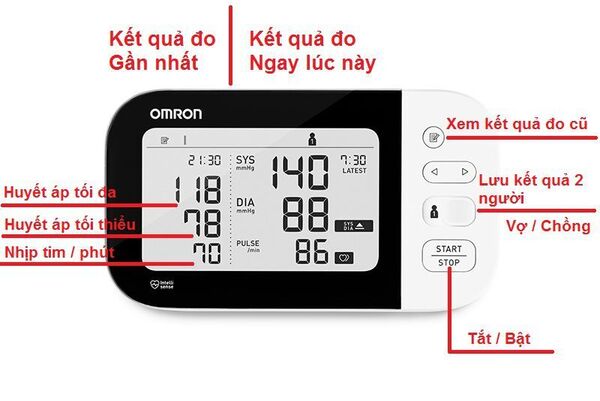 Kết quả đo
Gần nhất
Kết quả đo
Ngay lúc này
OMRON
Xem kết quả đo cũ
21:30
SYS
mmHg
140
7:30
LATEST
Huyết áp tối đa
118
Lưu kết quả 2
người
Huyết áp tối thiểu
78
DIA
mmHg
88
SYS
DIA
Vợ / Chồng
Nhịp tim / phút
70
PULSE
/min
86
START
STOP
Intelli
sense
Tắt / Bật